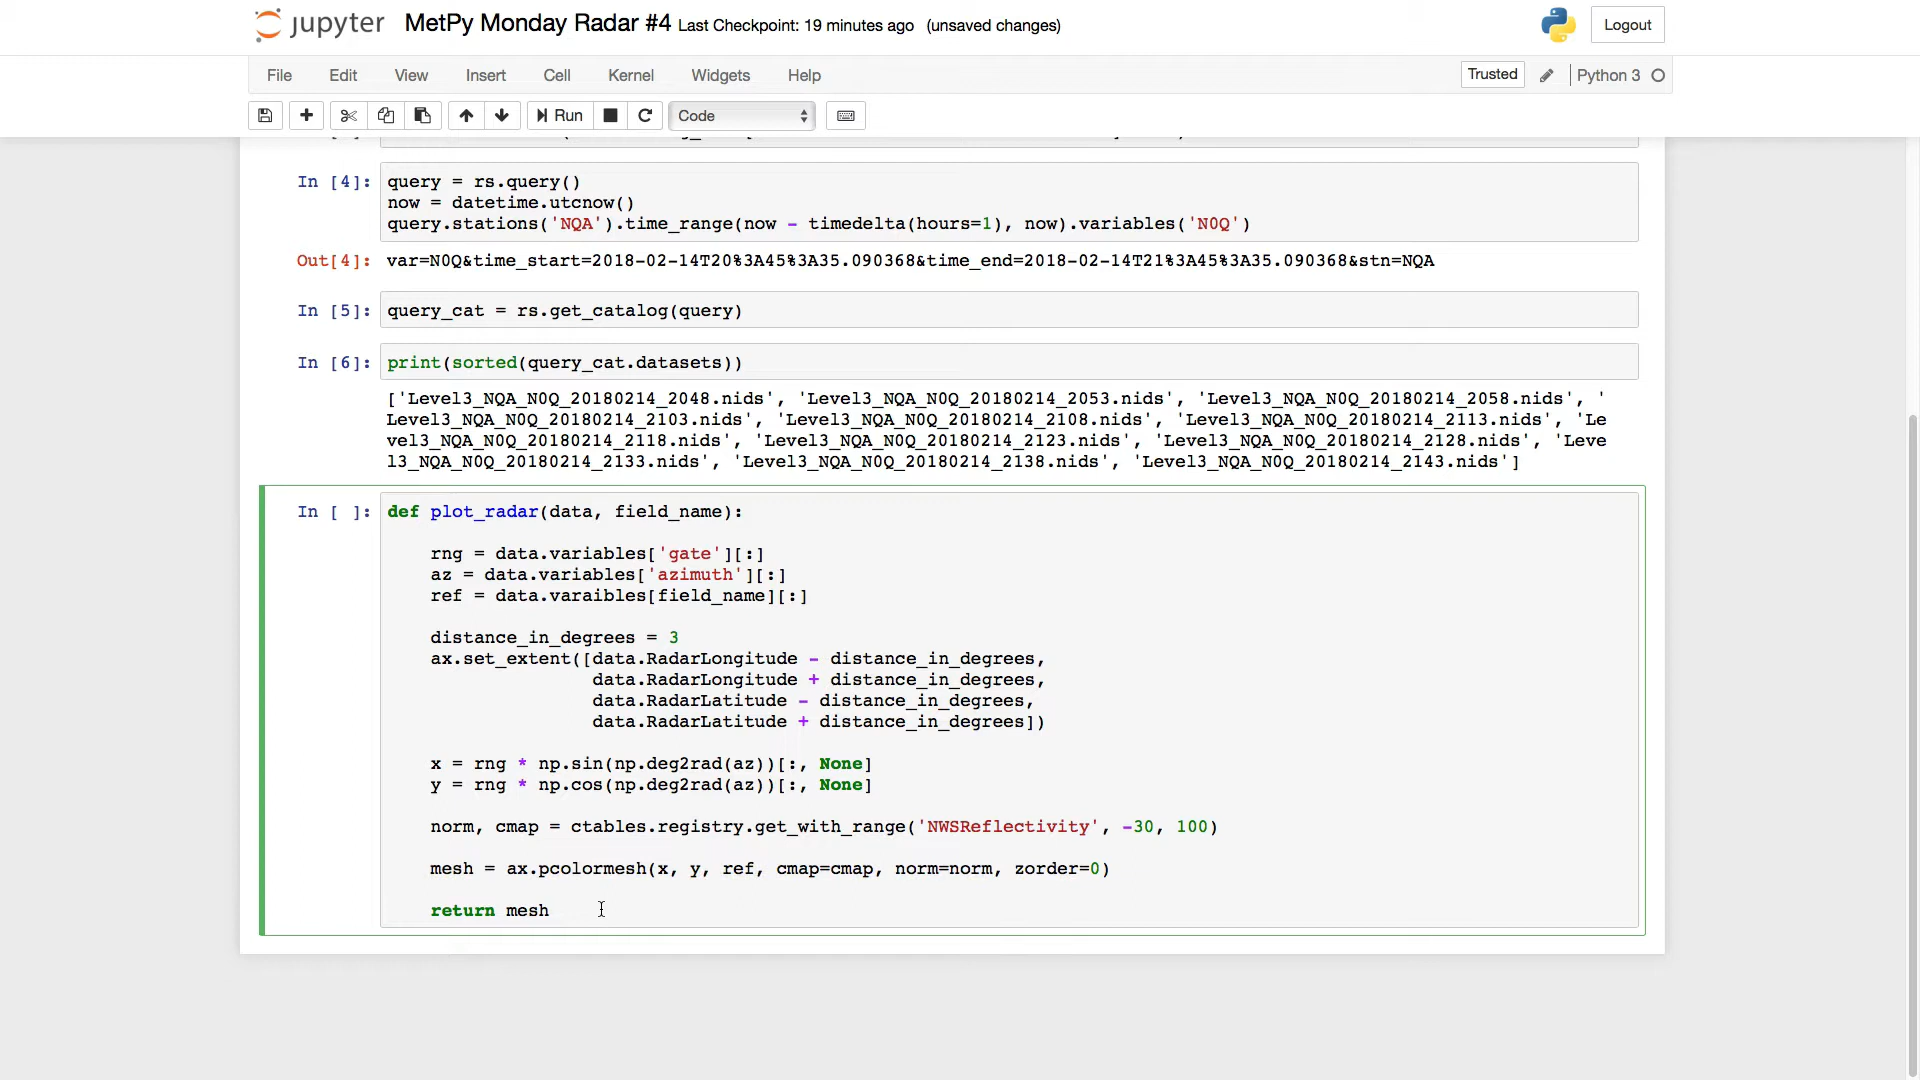 jupyter MetPy Monday Radar #4 Last Checkpoint: 19 minutes ago (unsaved changes) Logout
File Edit View Insert Cell Kernel Widgets Help Trusted Python 3
Run Code
In [4]: query = rs.query()
now = datetime.utcnow()
query.stations('NQA').time_range(now - timedelta(hours=1), now).variables('N0Q')
Out[4]: var=N0Q&time_start=2018-02-14T20%3A45%3A35.090368&time_end=2018-02-14T21%3A45%3A35.090368&stn=NQA
In [5]: query_cat = rs.get_catalog(query)
In [6]: print(sorted(query_cat.datasets))
['Level3_NQA_N0Q_20180214_2048.nids', 'Level3_NQA_N0Q_20180214_2053.nids', 'Level3_NQA_N0Q_20180214_2058.nids', '
Level3_NQA_N0Q_20180214_2103.nids', 'Level3_NQA_N0Q_20180214_2108.nids', 'Level3_NQA_N0Q_20180214_2113.nids', 'Le
vel3_NQA_N0Q_20180214_2118.nids', 'Level3_NQA_N0Q_20180214_2123.nids', 'Level3_NQA_N0Q_20180214_2128.nids', 'Leve
l3_NQA_N0Q_20180214_2133.nids', 'Level3_NQA_N0Q_20180214_2138.nids', 'Level3_NQA_N0Q_20180214_2143.nids']
In [ ]: def plot_radar(data, field_name):
rng = data.variables['gate'][:]
az = data.variables['azimuth'][:]
ref = data.varaibles[field_name][:]
distance_in_degrees = 3
ax.set_extent([data.RadarLongitude - distance_in_degrees,
data.RadarLongitude + distance_in_degrees,
data.RadarLatitude - distance_in_degrees,
data.RadarLatitude + distance_in_degrees])
x = rng * np.sin(np.deg2rad(az))[:, None]
y = rng * np.cos(np.deg2rad(az))[:, None]
norm, cmap = ctables.registry.get_with_range('NWSReflectivity', -30, 100)
mesh = ax.pcolormesh(x, y, ref, cmap=cmap, norm=norm, zorder=0)
return mesh